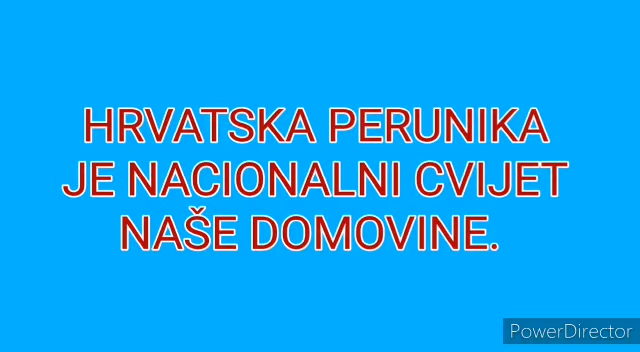 HRVATSKA PERUNIKA
JE NACIONALNI CVIJET
NAŠE DOMOVINE.
PowerDirector